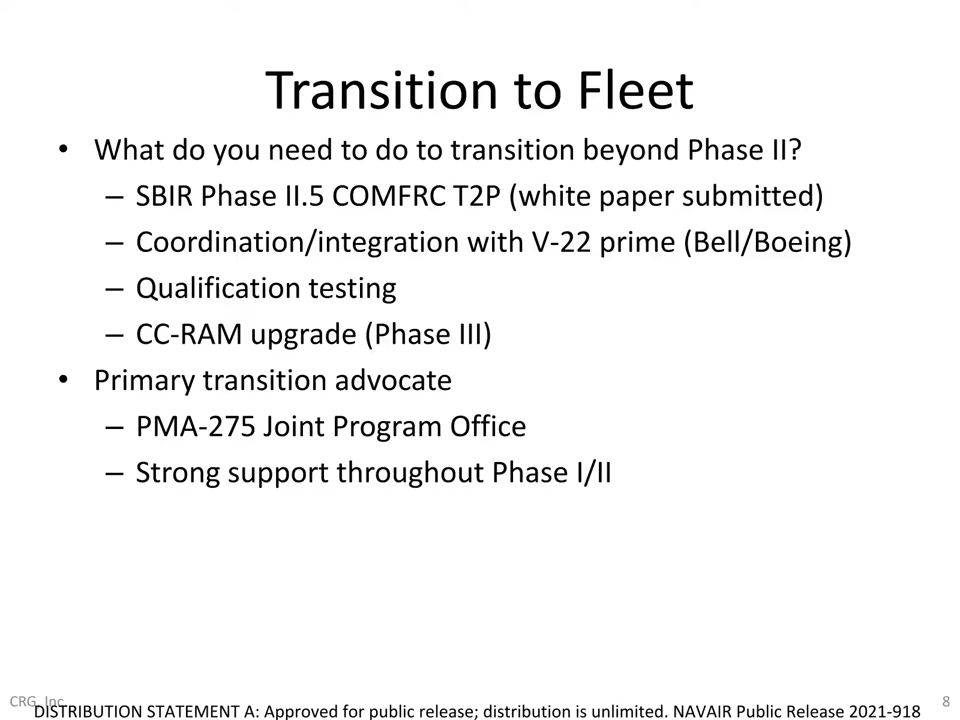 Transition to Fleet
• What do you need to do to transition beyond Phase II?
– SBIR Phase II.5 COMFRC T2P (white paper submitted)
– Coordination/integration with V-22 prime (Bell/Boeing)
– Qualification testing
– CC-RAM upgrade (Phase III)
• Primary transition advocate
– PMA-275 Joint Program Office
– Strong support throughout Phase I/II
CRG, Inc.
8
DISTRIBUTION STATEMENT A: Approved for public release; distribution is unlimited. NAVAIR Public Release 2021-918